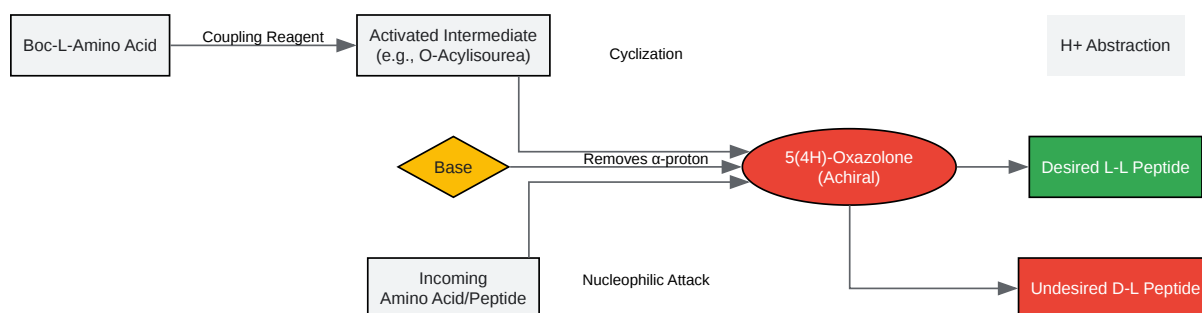 Boc-L-Amino Acid
Coupling Reagent
Activated Intermediate
(e.g., O-Acylisourea)
Cyclization
H+ Abstraction
Base
Removes α-proton
5(4H)-Oxazolone
(Achiral)
Desired L-L Peptide
Incoming
Amino Acid/Peptide
Nucleophilic Attack
Undesired D-L Peptide